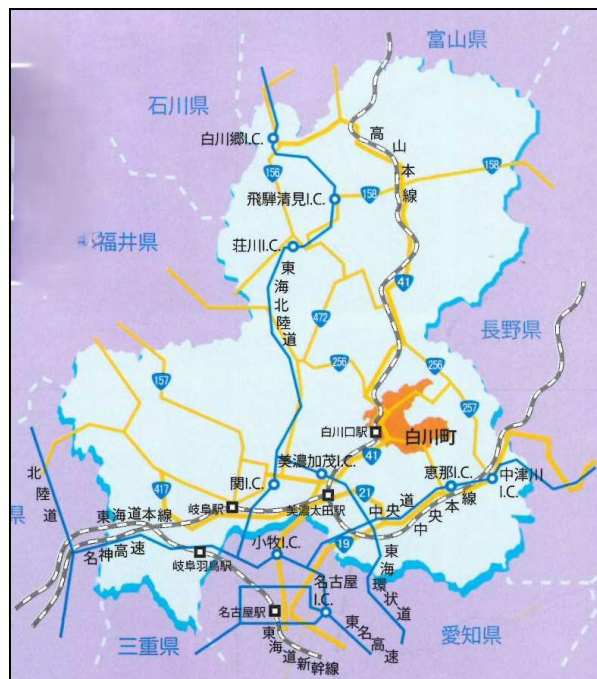 富山県
石川県
白川郷I.C.
高山本線
156
158
158
飛騨清見I.C.
福井県
荘川I.C.
東海北陸道
41
472
長野県
256
256
157
257
白川口駅
白川町
美濃加茂I.C.
41
恵那I.C.
中津川I.C.
関I.C.
21
417
北陸道
岐阜駅
美濃太田駅
中央道
中央本線
東海道本線
県
名神高速
小牧I.C.
19
岐阜羽島駅
東海環状道
名古屋I.C.
名古屋駅
東名高速
東海道新幹線
三重県
愛知県